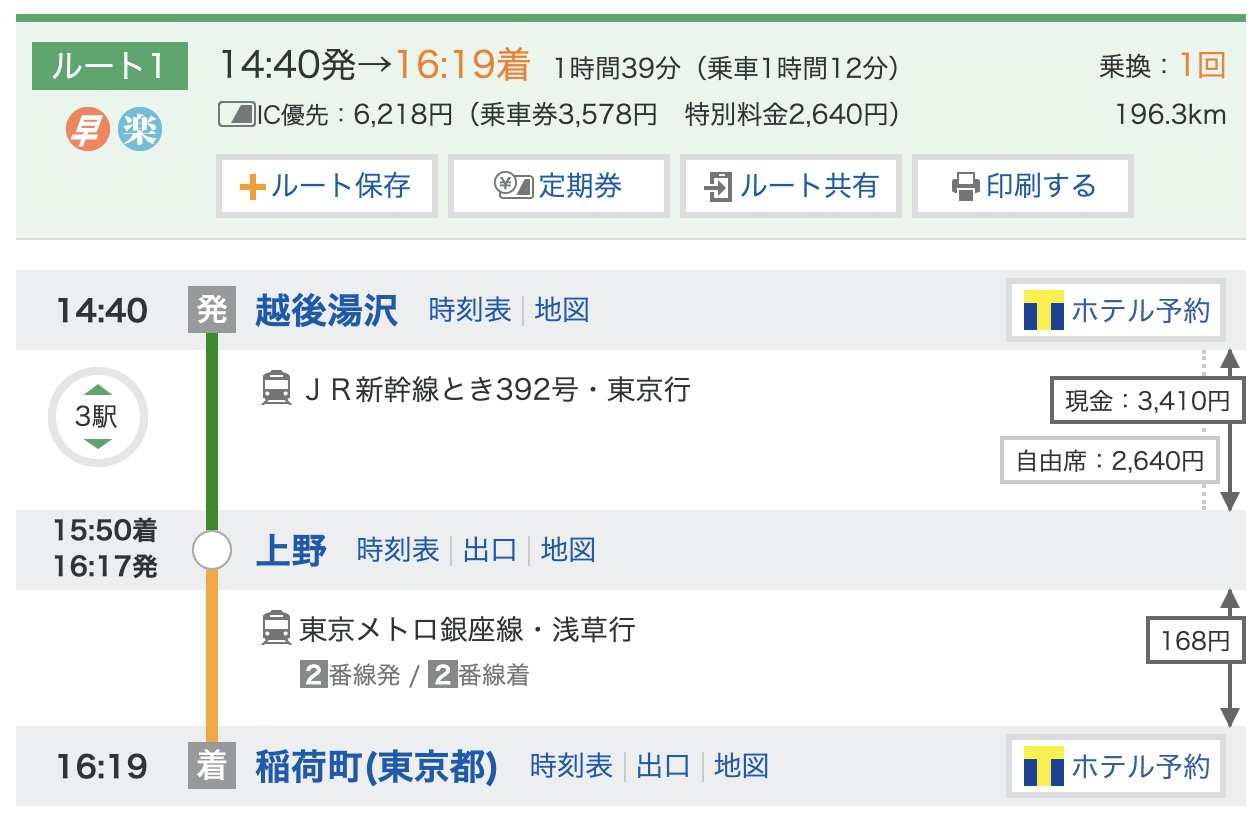 ルート1
14:40発→16:19着 1時間39分（乗車1時間12分） 乗換：1回
早 楽 IC優先：6,218円（乗車券3,578円 特別料金2,640円） 196.3km
ルート保存 定期券 ルート共有 印刷する
14:40 発 越後湯沢 時刻表 地図 ホテル予約
3駅 ＪＲ新幹線とき392号・東京行 現金：3,410円
自由席：2,640円
15:50着
16:17発 上野 時刻表 出口 地図
東京メトロ銀座線・浅草行 168円
2番線発 / 2番線着
16:19 着 稲荷町(東京都) 時刻表 出口 地図 ホテル予約